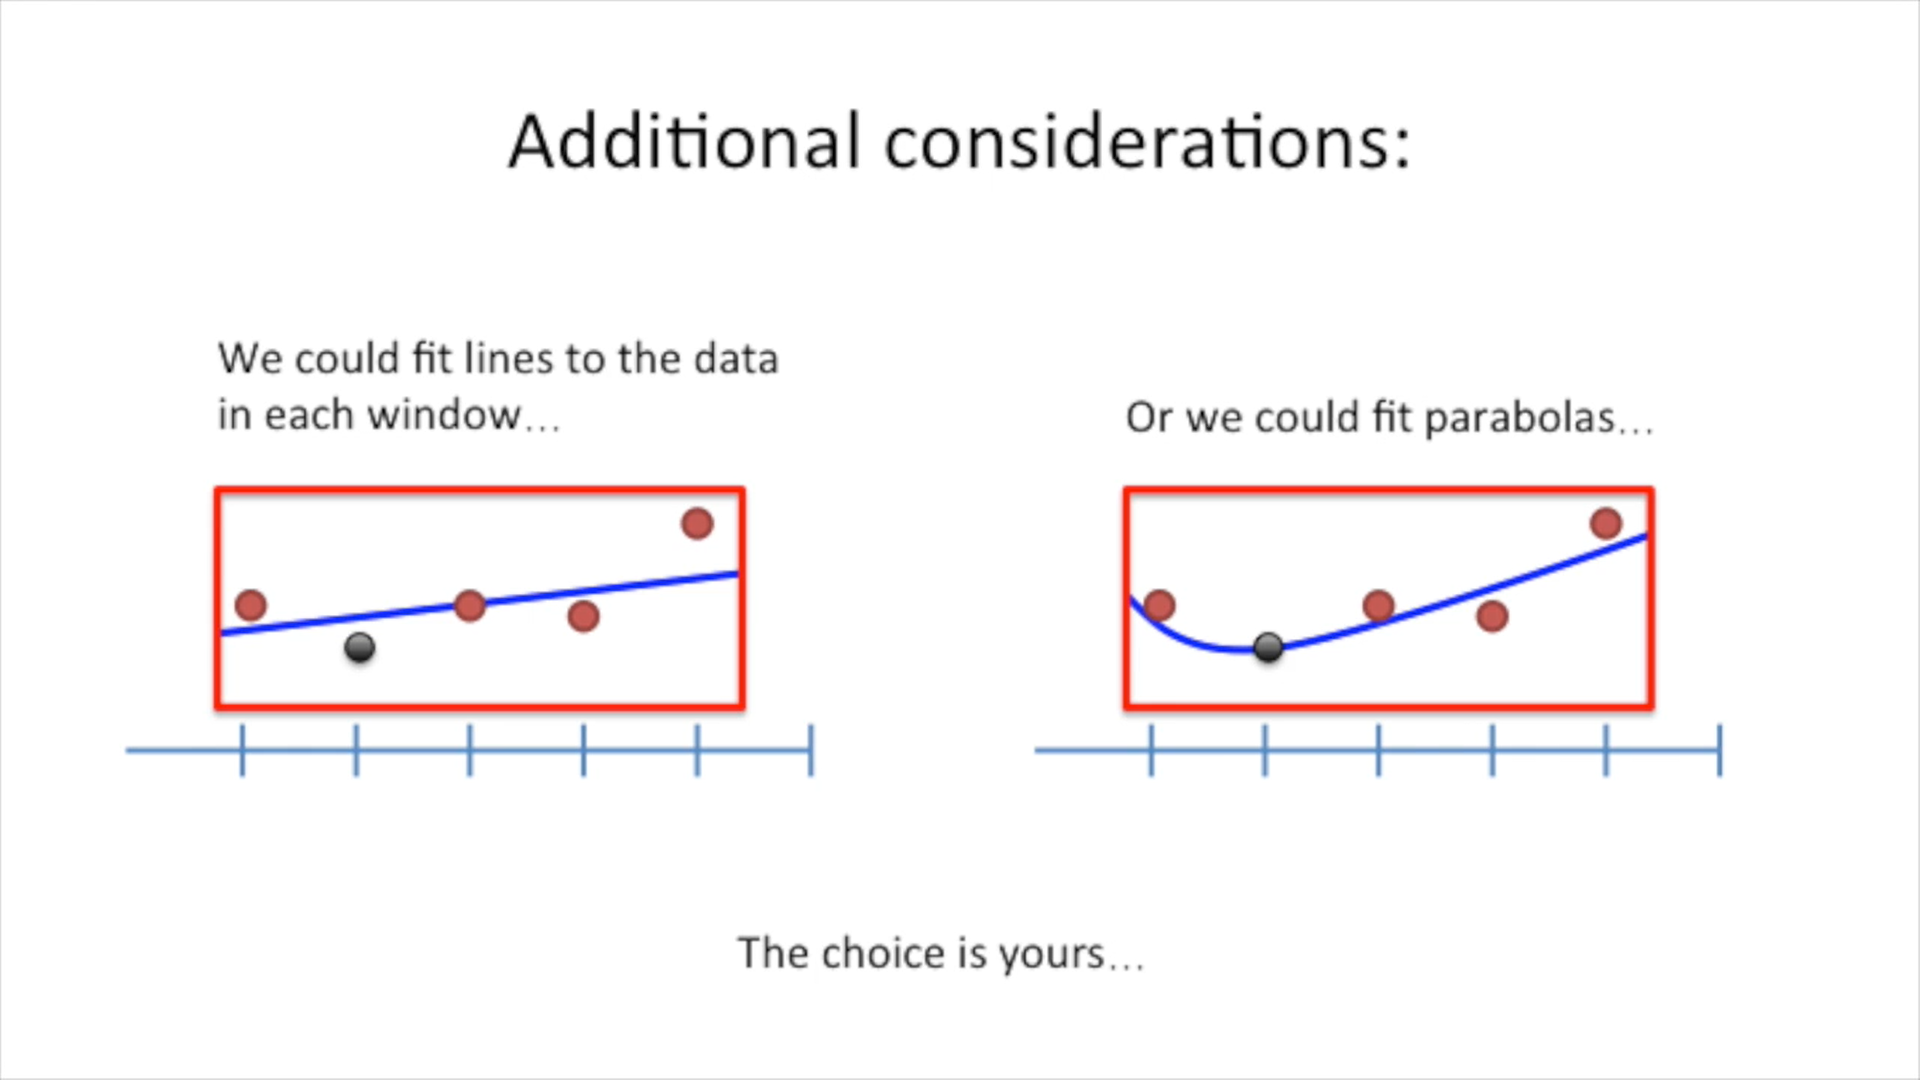 Additional considerations:
We could fit lines to the data
in each window...
Or we could fit parabolas...
The choice is yours...